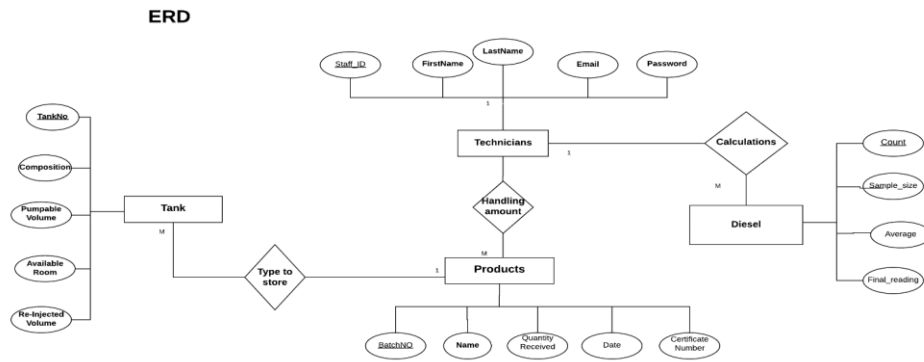 ERD
Staff_ID
FirstName
LastName
Email
Password
1
Technicians
1
Calculations
M
TankNo
Composition
Pumpable
Volume
Available
Room
Re-Injected
Volume
Tank
M
Type to
store
1
Handling
amount
M
Products
BatchNO
Name
Quantity
Received
Date
Certificate
Number
Diesel
Count
Sample_size
Average
Final_reading